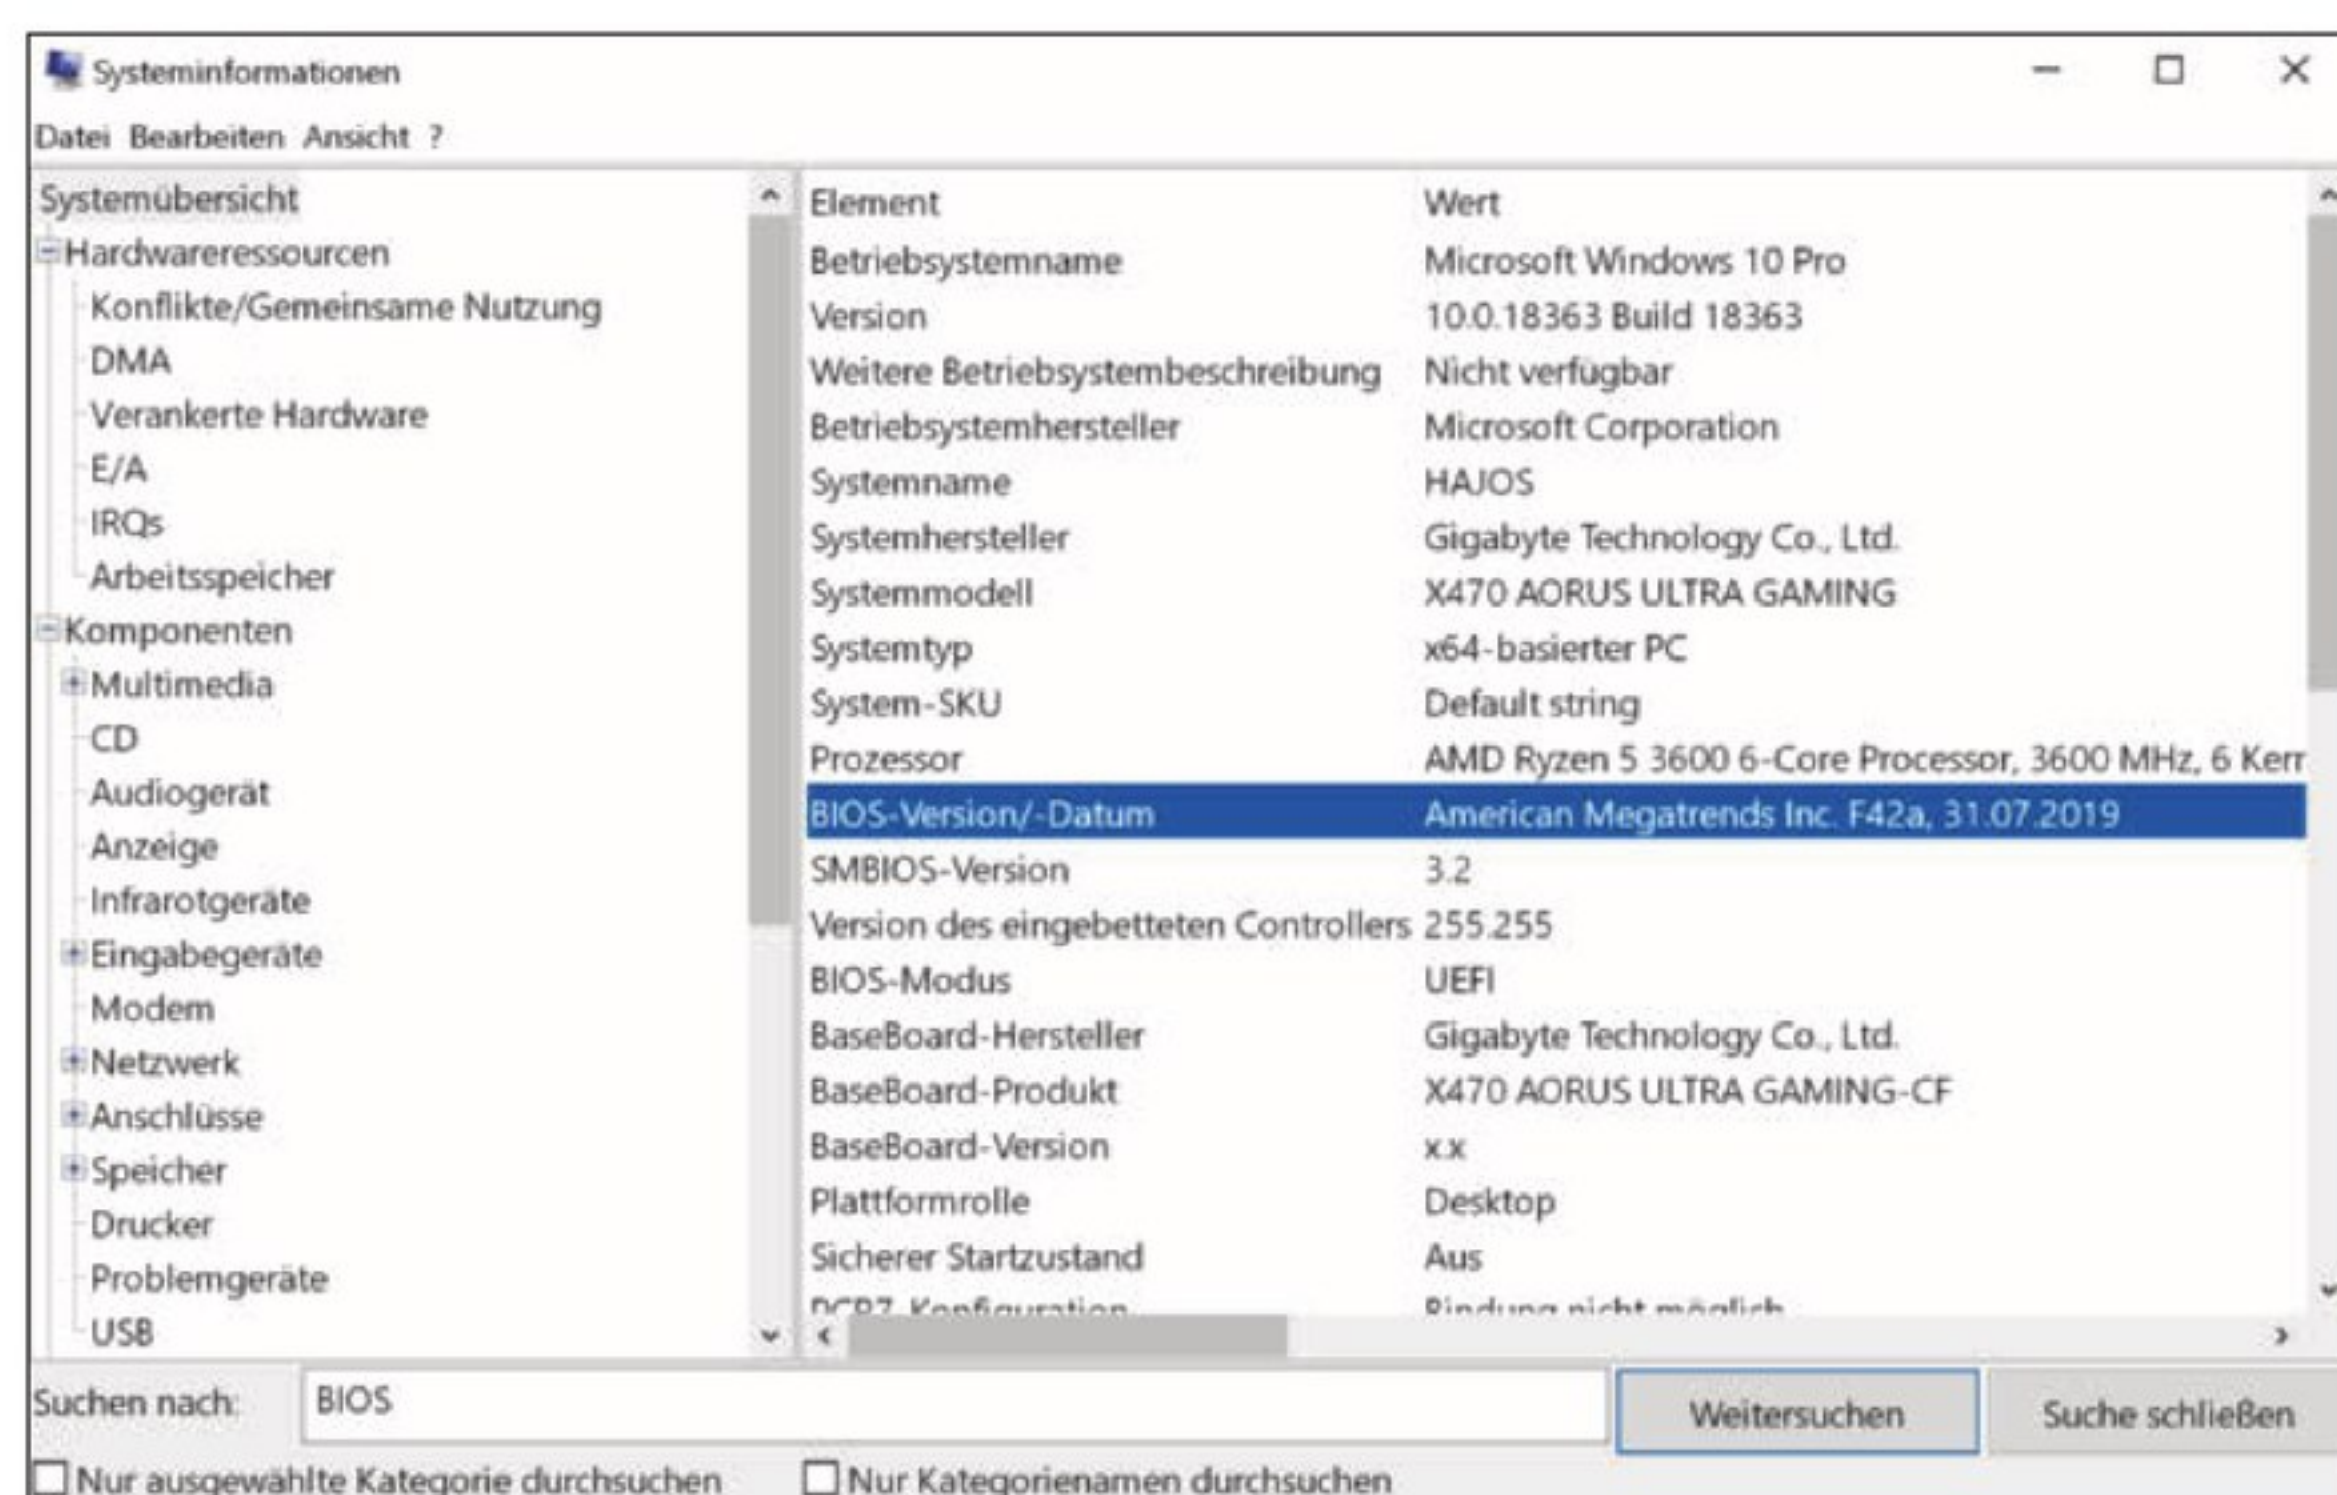 Systeminformationen
Datei Bearbeiten Ansicht ?
Systemübersicht
Hardwareressourcen
Konflikte/Gemeinsame Nutzung
DMA
Verankerte Hardware
E/A
IRQs
Arbeitsspeicher
Komponenten
Multimedia
CD
Audiogerät
Anzeige
Infrarotgeräte
Eingabegeräte
Modem
Netzwerk
Anschlüsse
Speicher
Drucker
Problemgeräte
USB
Element Wert
Betriebsystemname Microsoft Windows 10 Pro
Version 10.0.18363 Build 18363
Weitere Betriebsystembeschreibung Nicht verfügbar
Betriebsystemhersteller Microsoft Corporation
Systemname HAJOS
Systemhersteller Gigabyte Technology Co., Ltd.
Systemmodell X470 AORUS ULTRA GAMING
Systemtyp x64-basierter PC
System-SKU Default string
Prozessor AMD Ryzen 5 3600 6-Core Processor, 3600 MHz, 6 Kerr
BIOS-Version/-Datum American Megatrends Inc. F42a, 31.07.2019
SMBIOS-Version 3.2
Version des eingebetteten Controllers 255.255
BIOS-Modus UEFI
BaseBoard-Hersteller Gigabyte Technology Co., Ltd.
BaseBoard-Produkt X470 AORUS ULTRA GAMING-CF
BaseBoard-Version x.x
Plattformrolle Desktop
Sicherer Startzustand Aus
PCR7-Konfiguration Bindung nicht möglich
Suchen nach: BIOS Weitersuchen Suche schließen
Nur ausgewählte Kategorie durchsuchen Nur Kategorienamen durchsuchen